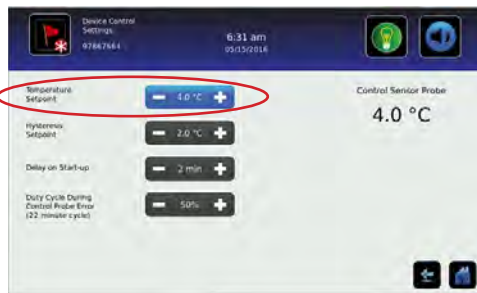 Device Control
Settings
97667664
6:31 am
05/15/2016
Temperature
Setpoint
4.0 °C
Control Sensor Probe
4.0 °C
Hysteresis
Setpoint
2.0 °C
Delay on Start-up
2 min
Duty Cycle During
Control Probe Error
(22 minute cycle)
50%